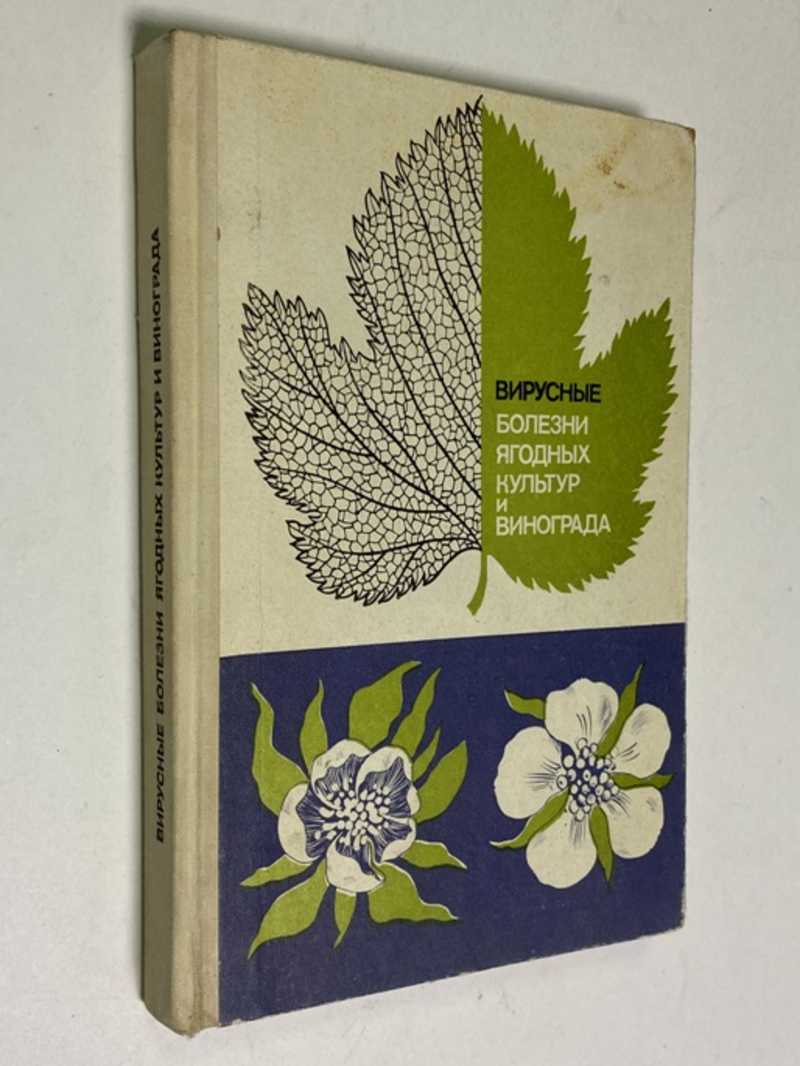 ВИРУСНЫЕ БОЛЕЗНИ ЯГОДНЫХ КУЛЬТУР И ВИНОГРАДА
ВИРУСНЫЕ
БОЛЕЗНИ
ЯГОДНЫХ
КУЛЬТУР
и
ВИНОГРАДА